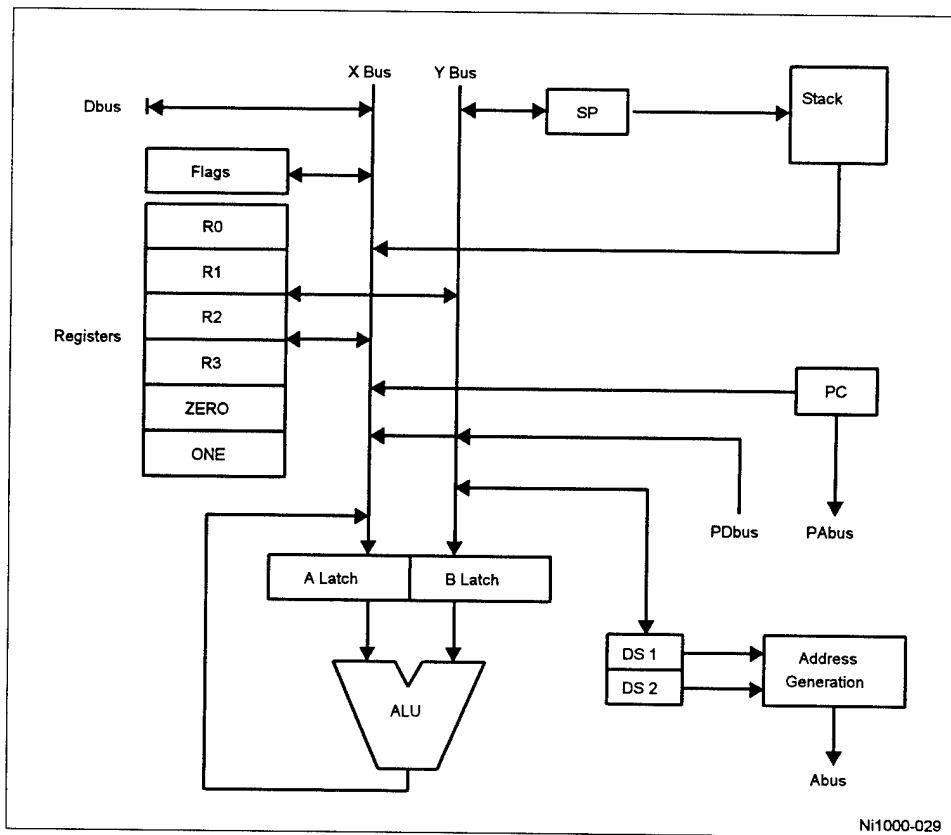 X Bus
Y Bus
Dbus
SP
Stack
Flags
R0
R1
R2
R3
ZERO
ONE
Registers
PC
PDbus
PAbus
A Latch
B Latch
DS 1
DS 2
Address
Generation
ALU
Abus
Ni1000-029